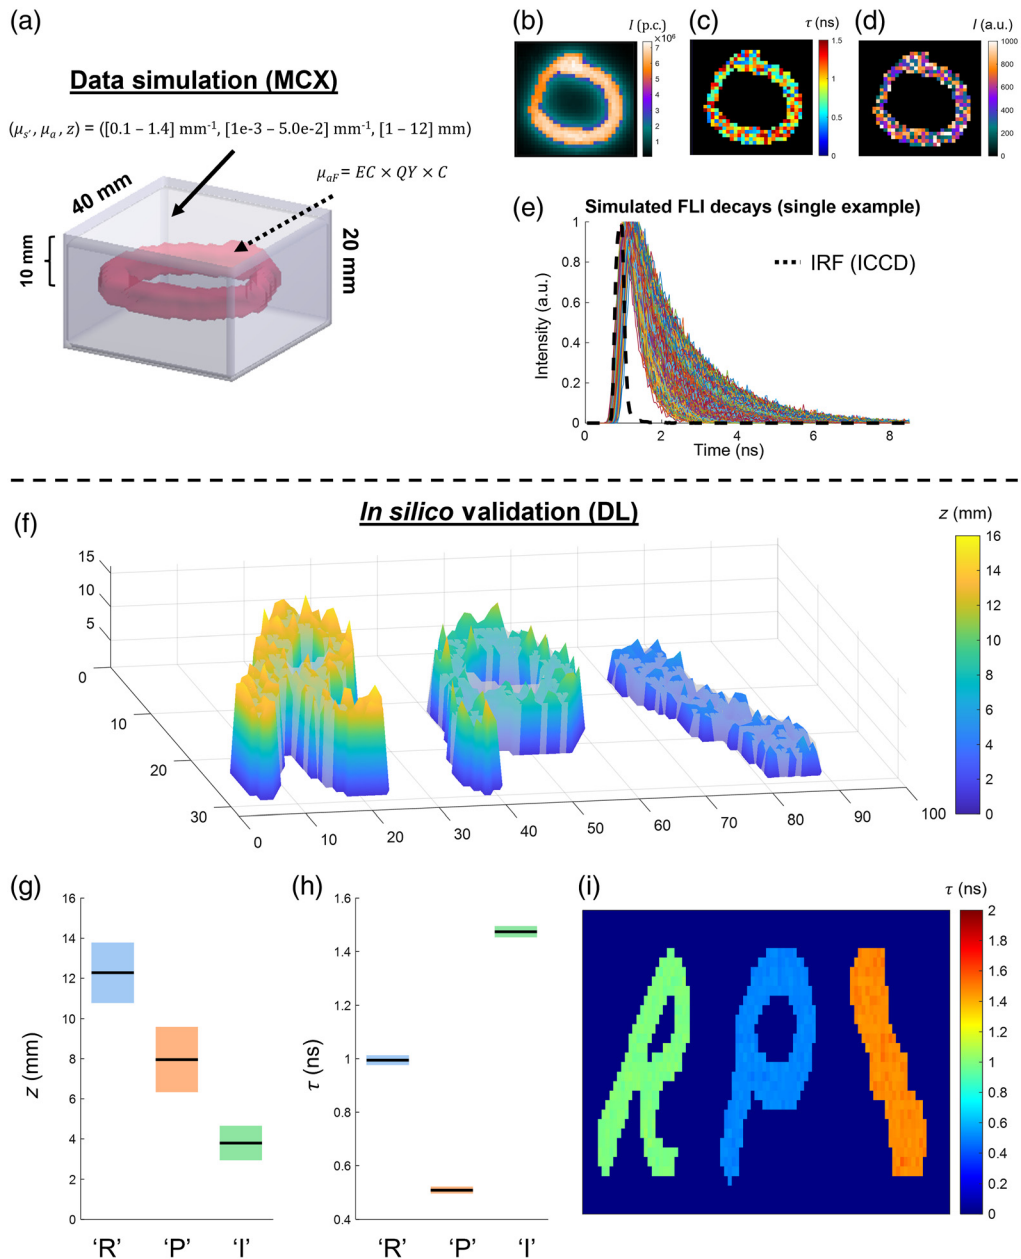 (a)
Data simulation (MCX)
(μs', μa, z) = ([0.1 – 1.4] mm-1, [1e-3 – 5.0e-2] mm-1, [1 – 12] mm)
μaF = EC × QY × C
40 mm
10 mm
20 mm
(b)
I (p.c.)
×10⁶
7
6
5
4
3
2
1
(c)
τ (ns)
1.5
1
0.5
0
(d)
I (a.u.)
1000
800
600
400
200
0
(e)
Simulated FLI decays (single example)
IRF (ICCD)
Intensity (a.u.)
1
0.8
0.6
0.4
0.2
0
0 2 4 6 8
Time (ns)
(f)
In silico validation (DL)
z (mm)
15
10
5
0
10
20
30
0 10 20 30 40 50 60 70 80 90 100
16
14
12
10
8
6
4
2
0
(g)
z (mm)
16
14
12
10
8
6
4
2
0
‘R’ ‘P’ ‘I’
(h)
τ (ns)
1.6
1.4
1.2
1
0.8
0.6
0.4
‘R’ ‘P’ ‘I’
(i)
τ (ns)
2
1.8
1.6
1.4
1.2
1
0.8
0.6
0.4
0.2
0